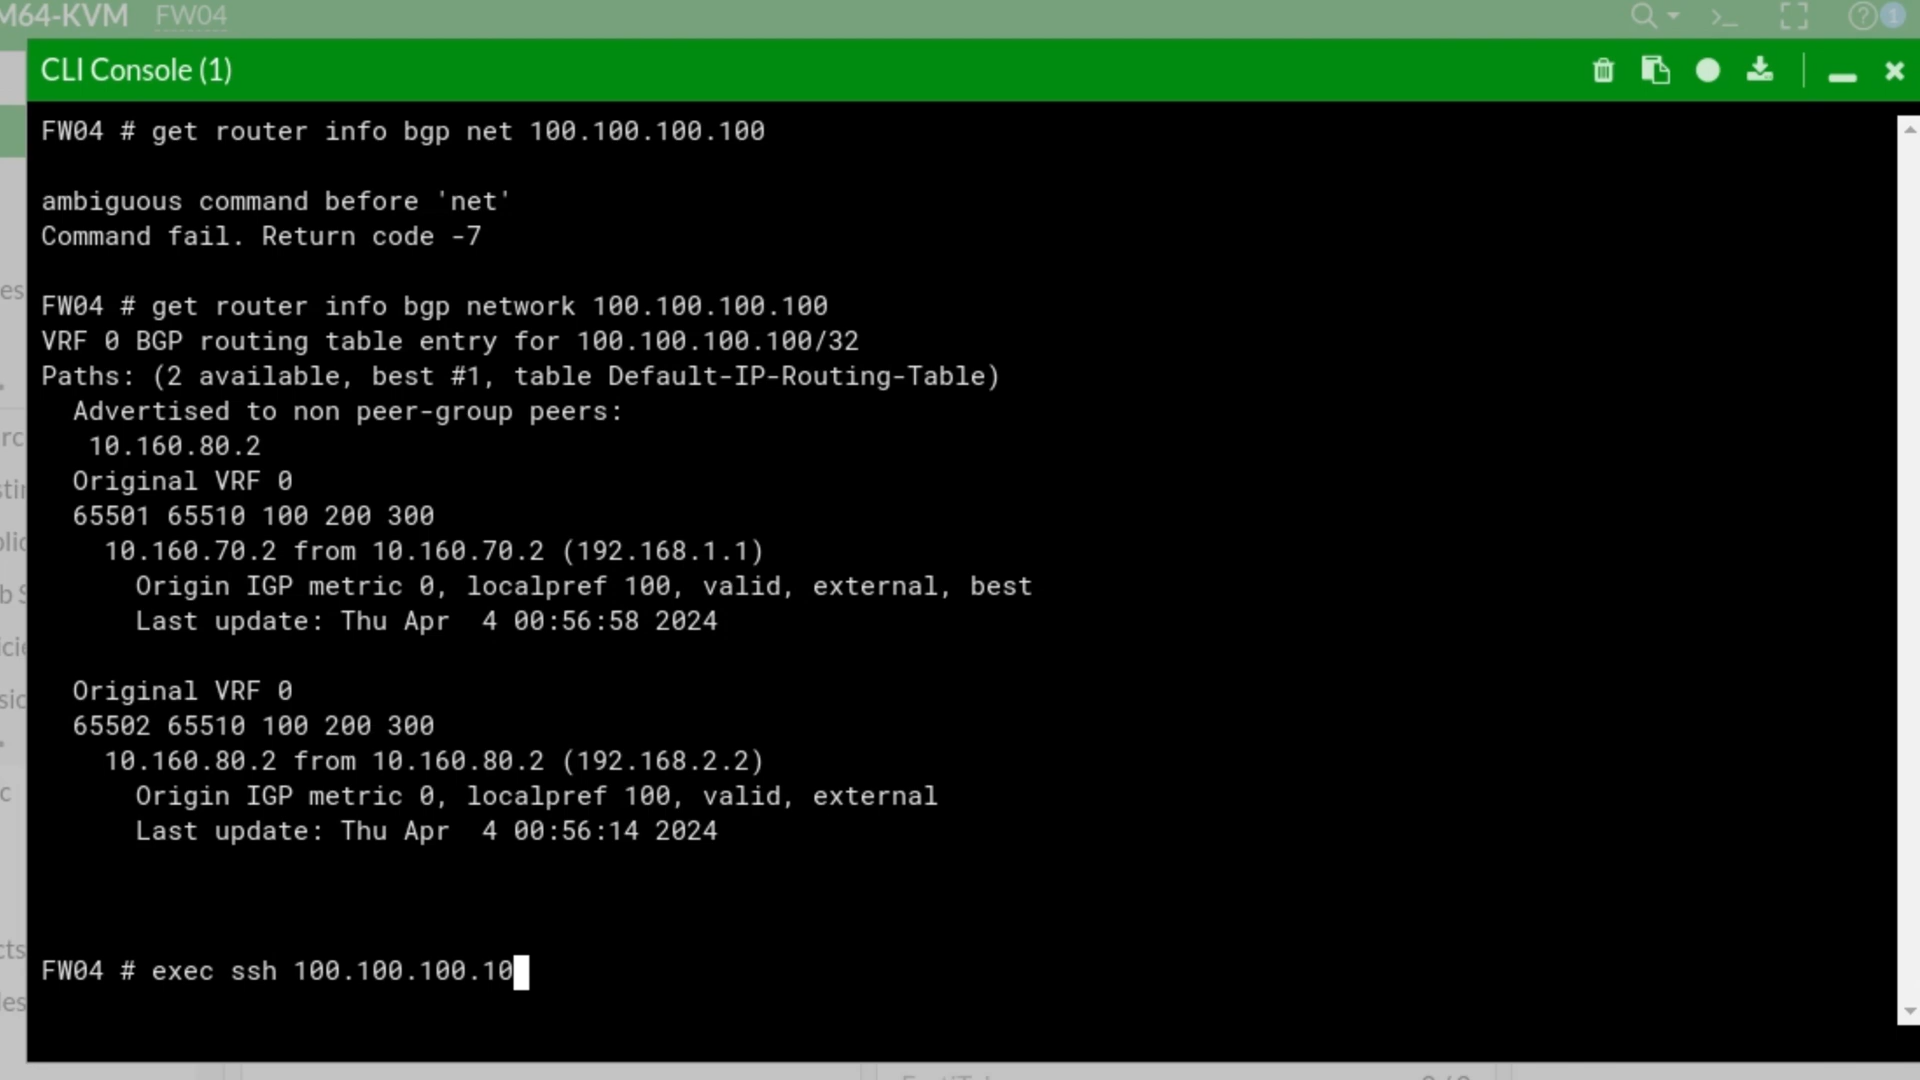 M64-KVM FW04
1
CLI Console (1)
FW04 # get router info bgp net 100.100.100.100
ambiguous command before 'net'
Command fail. Return code -7
FW04 # get router info bgp network 100.100.100.100
VRF 0 BGP routing table entry for 100.100.100.100/32
Paths: (2 available, best #1, table Default-IP-Routing-Table)
Advertised to non peer-group peers:
10.160.80.2
Original VRF 0
65501 65510 100 200 300
10.160.70.2 from 10.160.70.2 (192.168.1.1)
Origin IGP metric 0, localpref 100, valid, external, best
Last update: Thu Apr  4 00:56:58 2024
Original VRF 0
65502 65510 100 200 300
10.160.80.2 from 10.160.80.2 (192.168.2.2)
Origin IGP metric 0, localpref 100, valid, external
Last update: Thu Apr  4 00:56:14 2024
FW04 # exec ssh 100.100.100.10